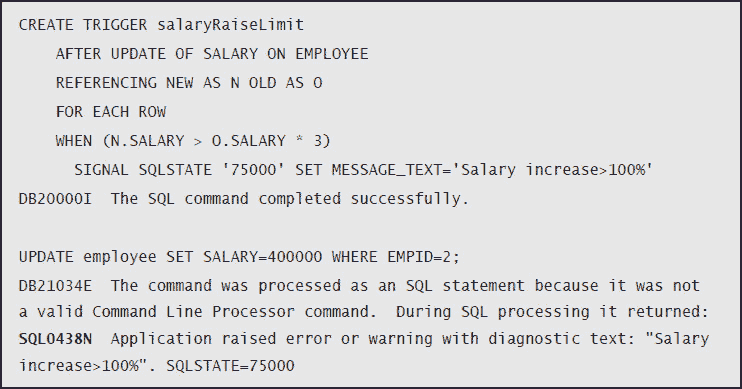 CREATE TRIGGER salaryRaiseLimit
AFTER UPDATE OF SALARY ON EMPLOYEE
REFERENCING NEW AS N OLD AS O
FOR EACH ROW
WHEN (N.SALARY > O.SALARY * 3)
SIGNAL SQLSTATE '75000' SET MESSAGE_TEXT='Salary increase>100%'
DB20000I  The SQL command completed successfully.
UPDATE employee SET SALARY=400000 WHERE EMPID=2;
DB21034E  The command was processed as an SQL statement because it was not
a valid Command Line Processor command.  During SQL processing it returned:
SQL0438N  Application raised error or warning with diagnostic text: "Salary
increase>100%". SQLSTATE=75000